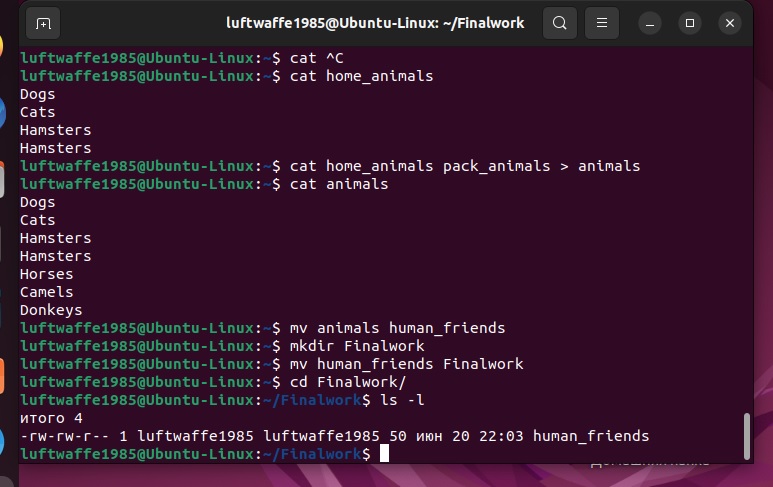 luftwaffe1985@Ubuntu-Linux: ~/Finalwork
luftwaffe1985@Ubuntu-Linux:~$ cat ^C
luftwaffe1985@Ubuntu-Linux:~$ cat home_animals
Dogs
Cats
Hamsters
Hamsters
luftwaffe1985@Ubuntu-Linux:~$ cat home_animals pack_animals > animals
luftwaffe1985@Ubuntu-Linux:~$ cat animals
Dogs
Cats
Hamsters
Hamsters
Horses
Camels
Donkeys
luftwaffe1985@Ubuntu-Linux:~$ mv animals human_friends
luftwaffe1985@Ubuntu-Linux:~$ mkdir Finalwork
luftwaffe1985@Ubuntu-Linux:~$ mv human_friends Finalwork
luftwaffe1985@Ubuntu-Linux:~$ cd Finalwork/
luftwaffe1985@Ubuntu-Linux:~/Finalwork$ ls -l
итого 4
-rw-rw-r-- 1 luftwaffe1985 luftwaffe1985 50 июн 20 22:03 human_friends
luftwaffe1985@Ubuntu-Linux:~/Finalwork$